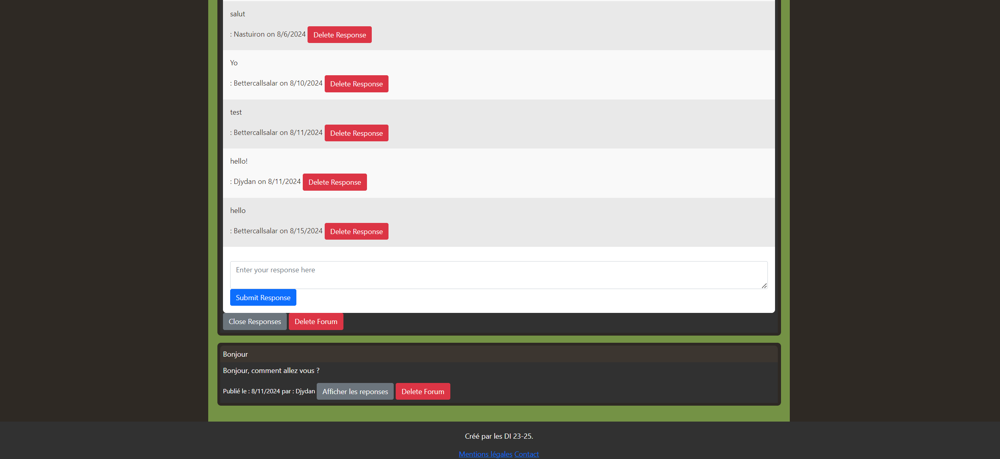 salut
: Nastuiron on 8/6/2024 Delete Response
Yo
: Bettercallsalar on 8/10/2024 Delete Response
test
: Bettercallsalar on 8/11/2024 Delete Response
hello!
: Djydan on 8/11/2024 Delete Response
hello
: Bettercallsalar on 8/15/2024 Delete Response
Enter your response here
Submit Response
Close Responses Delete Forum
Bonjour
Bonjour, comment allez vous ?
Publié le : 8/11/2024 par : Djydan Afficher les reponses Delete Forum
Créé par les DI 23-25.
Mentions légales Contact